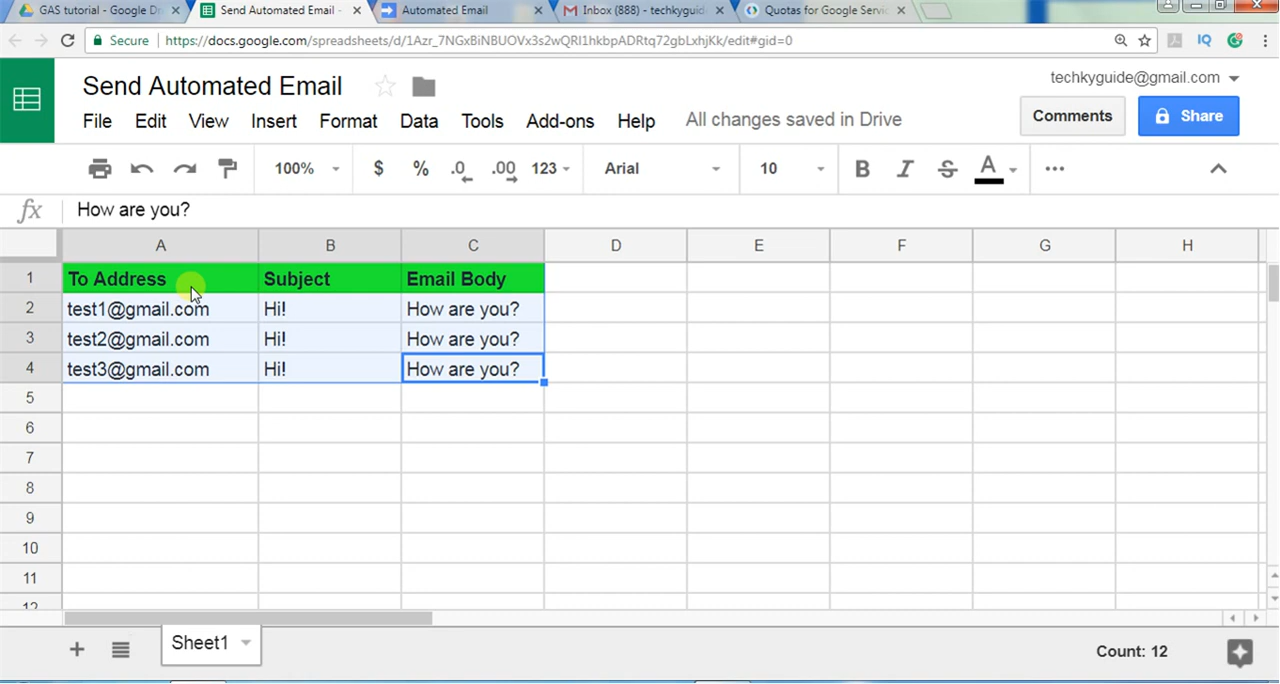 GAS tutorial - Google Dr
Send Automated Email -
Automated Email
Inbox (888) - techkyguid
Quotas for Google Servic
Secure
https://docs.google.com/spreadsheets/d/1Azr_7NGxBiNBUOVx3s2wQRI1hkbpADRtq72gbLxhjKk/edit#gid=0
IQ
Send Automated Email
techkyguide@gmail.com
File Edit View Insert Format Data Tools Add-ons Help All changes saved in Drive
Comments
Share
100% $ % .0 .00 123 Arial 10 B I S A
fx How are you?
A B C D E F G H
1 To Address Subject Email Body
2 test1@gmail.com Hi! How are you?
3 test2@gmail.com Hi! How are you?
4 test3@gmail.com Hi! How are you?
5
6
7
8
9
10
11
12
Sheet1
Count: 12